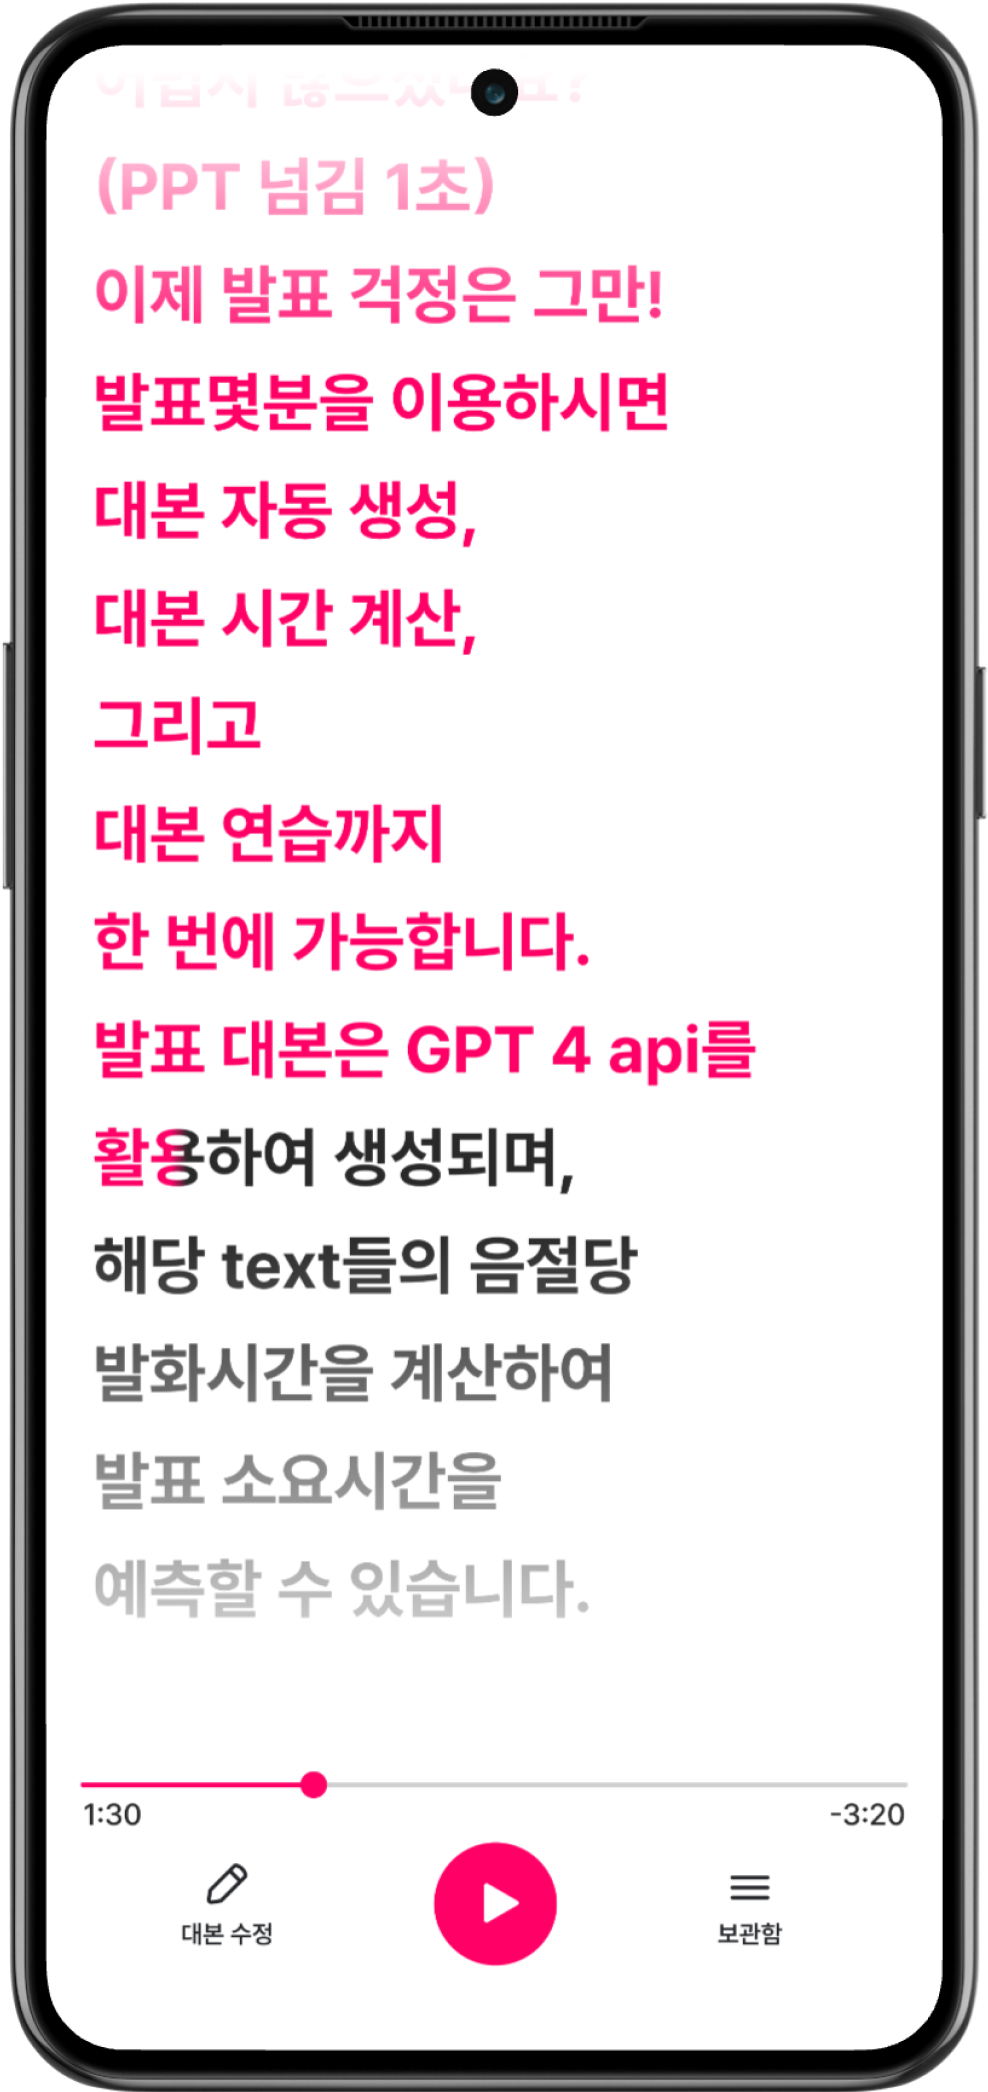 (PPT 넘김 1초)
이제 발표 걱정은 그만!
발표몇분을 이용하시면
대본 자동 생성,
대본 시간 계산,
그리고
대본 연습까지
한 번에 가능합니다.
발표 대본은 GPT 4 api를
활용하여 생성되며,
해당 text들의 음절당
발화시간을 계산하여
발표 소요시간을
예측할 수 있습니다.
1:30
-3:20
대본 수정
보관함